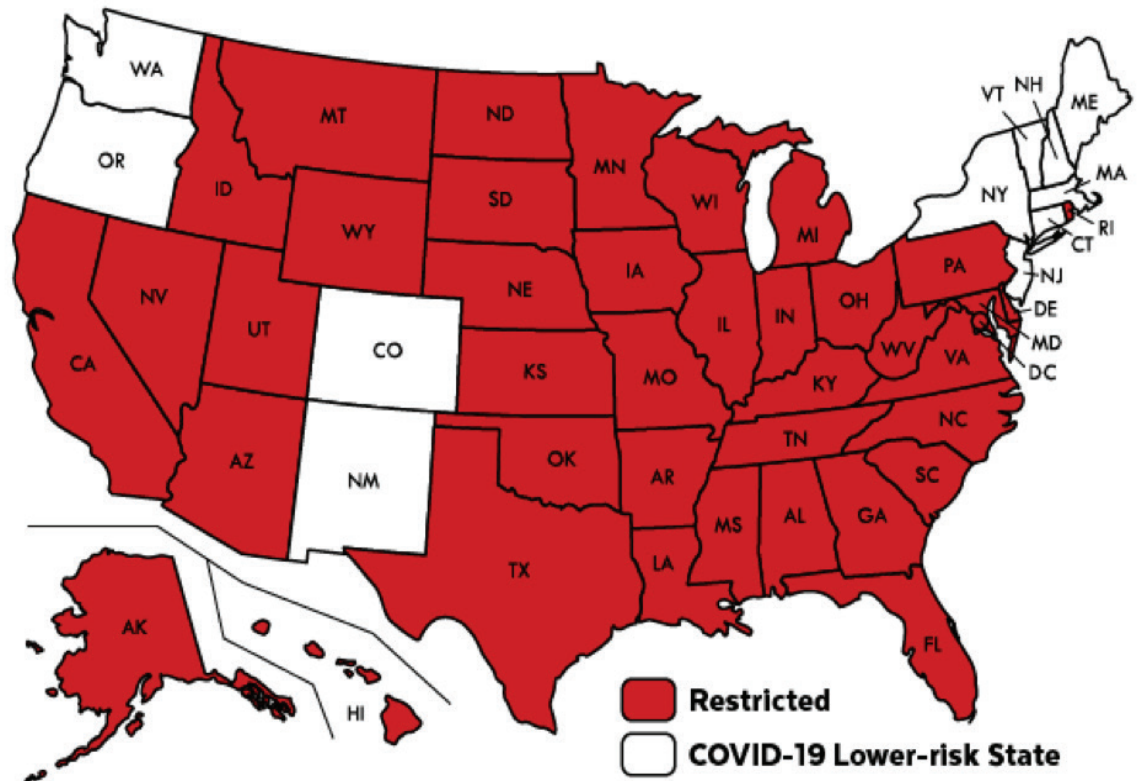 WA
MT
ND
MN
VT
NH
ME
OR
ID
SD
WI
MI
NY
MA
RI
CT
WY
IA
NE
PA
NJ
NV
UT
CO
IL
IN
OH
DE
MD
DC
CA
KS
MO
WV
VA
KY
AZ
NM
OK
AR
TN
NC
SC
TX
LA
MS
AL
GA
AK
HI
FL
Restricted
COVID-19 Lower-risk State